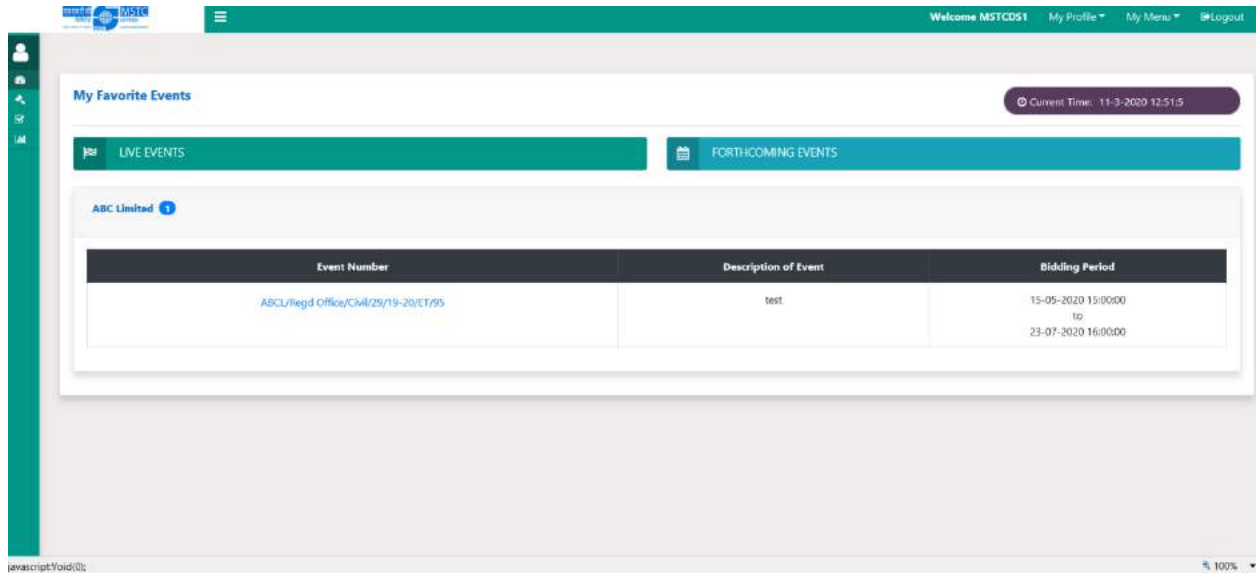 MSTC
Welcome MSTCDS1 My Profile My Menu Logout
My Favorite Events
Current Time: 11-3-2020 12:51:5
LIVE EVENTS
FORTHCOMING EVENTS
ABC Limited 1
Event Number Description of Event Bidding Period
ABCL/Regd Office/Civil/29/19-20/ET/95 test 15-05-2020 15:00:00
to
23-07-2020 16:00:00
javascript:Void(0);
100%